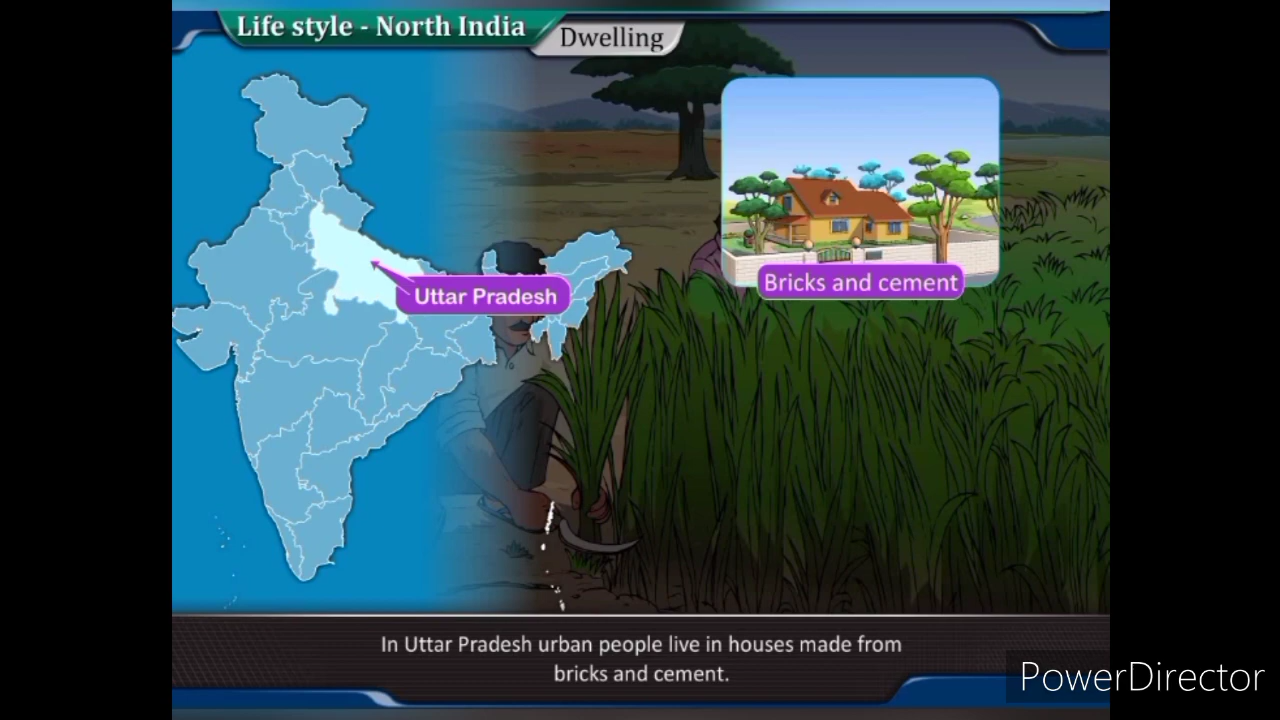 Life style - North India
Dwelling
Uttar Pradesh
Bricks and cement
In Uttar Pradesh urban people live in houses made from
bricks and cement.
PowerDirector